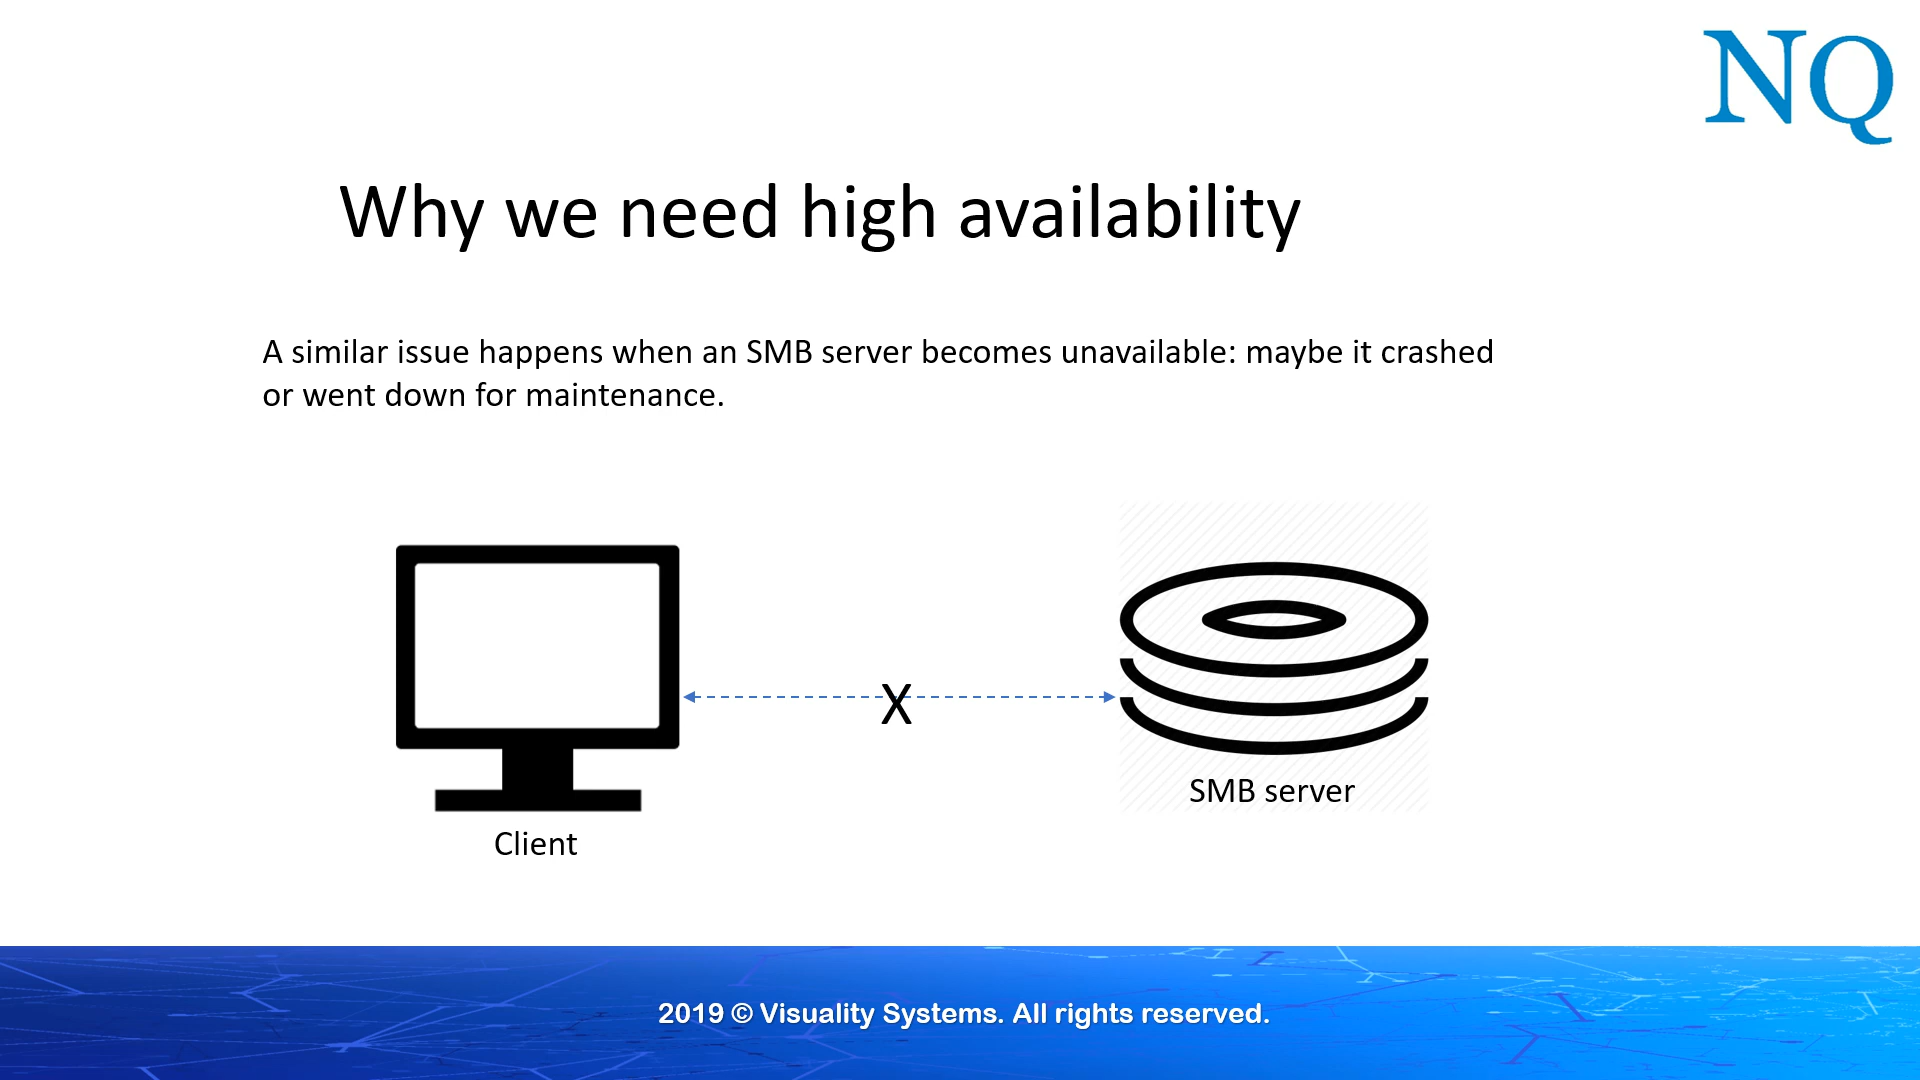 NQ
Why we need high availability
A similar issue happens when an SMB server becomes unavailable: maybe it crashed
or went down for maintenance.
X
SMB server
Client
2019 © Visuality Systems. All rights reserved.